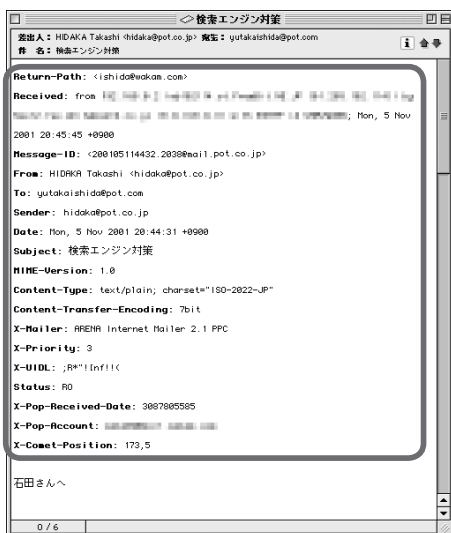 検索エンジン対策
差出人： HIDAKA Takashi <hidaka@pot.co.jp> 宛先： yutakaishida@pot.com
件 名： 検索エンジン対策
Return-Path: <ishida@wakam.com>
Received: from ; Mon, 5 Nov
2001 20:45:45 +0900
Message-ID: <200105114432.2038@mail.pot.co.jp>
From: HIDAKA Takashi <hidaka@pot.co.jp>
To: yutakaishida@pot.com
Sender: hidaka@pot.co.jp
Date: Mon, 5 Nov 2001 20:44:31 +0900
Subject: 検索エンジン対策
MIME-Version: 1.0
Content-Type: text/plain; charset="ISO-2022-JP"
Content-Transfer-Encoding: 7bit
X-Mailer: ARENA Internet Mailer 2.1 PPC
X-Priority: 3
X-UIDL: ;R*"!![nf!!(
Status: RO
X-Pop-Received-Date: 3087805585
X-Pop-Account:
X-Comet-Position: 173,5
石田さんへ
0 / 6